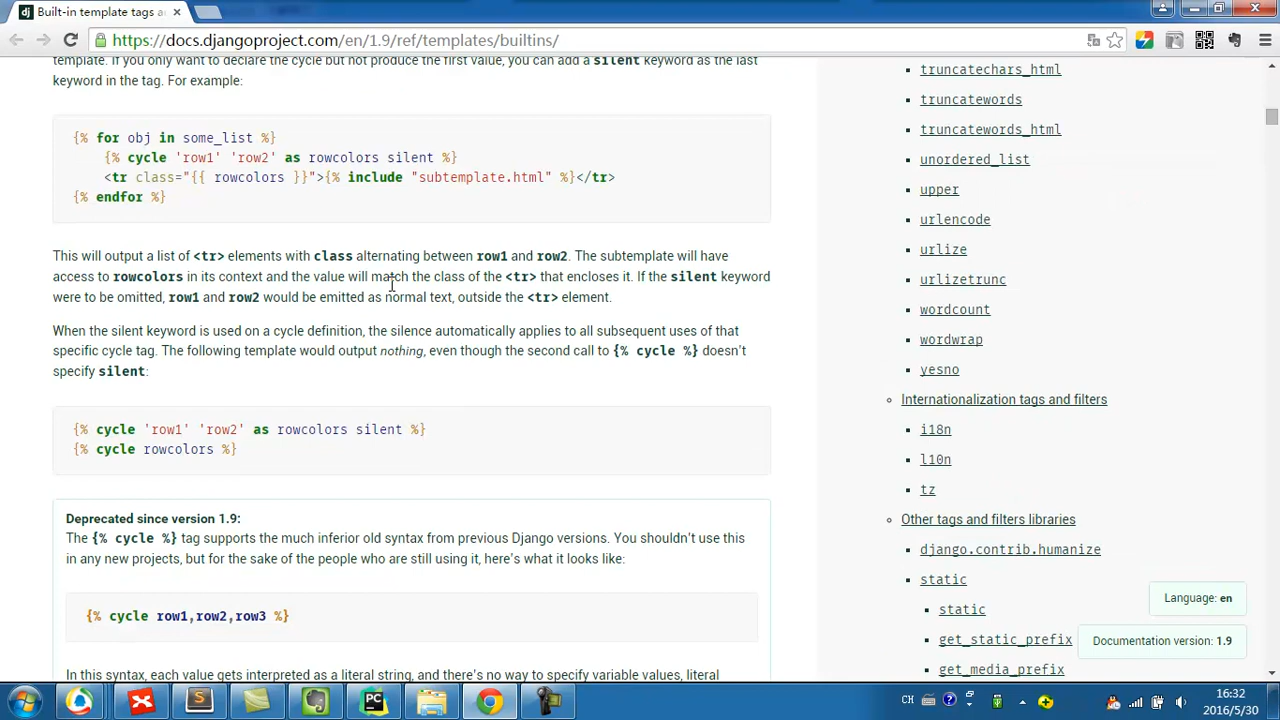 Built-in template tags a
https://docs.djangoproject.com/en/1.9/ref/templates/builtins/
template. If you only want to declare the cycle but not produce the first value, you can add a silent keyword as the last
keyword in the tag. For example:
{% for obj in some_list %}
{% cycle 'row1' 'row2' as rowcolors silent %}
<tr class="{{ rowcolors }}">{% include "subtemplate.html" %}</tr>
{% endfor %}
This will output a list of <tr> elements with class alternating between row1 and row2. The subtemplate will have
access to rowcolors in its context and the value will match the class of the <tr> that encloses it. If the silent keyword
were to be omitted, row1 and row2 would be emitted as normal text, outside the <tr> element.
When the silent keyword is used on a cycle definition, the silence automatically applies to all subsequent uses of that
specific cycle tag. The following template would output nothing, even though the second call to {% cycle %} doesn't
specify silent:
{% cycle 'row1' 'row2' as rowcolors silent %}
{% cycle rowcolors %}
Deprecated since version 1.9:
The {% cycle %} tag supports the much inferior old syntax from previous Django versions. You shouldn't use this
in any new projects, but for the sake of the people who are still using it, here's what it looks like:
{% cycle row1,row2,row3 %}
In this syntax, each value gets interpreted as a literal string, and there's no way to specify variable values, literal
truncatechars_html
truncatewords
truncatewords_html
unordered_list
upper
urlencode
urlize
urlizetrunc
wordcount
wordwrap
yesno
Internationalization tags and filters
i18n
l10n
tz
Other tags and filters libraries
django.contrib.humanize
static
static
get_static_prefix
get_media_prefix
Language: en
Documentation version: 1.9
CH
16:32
2016/5/30